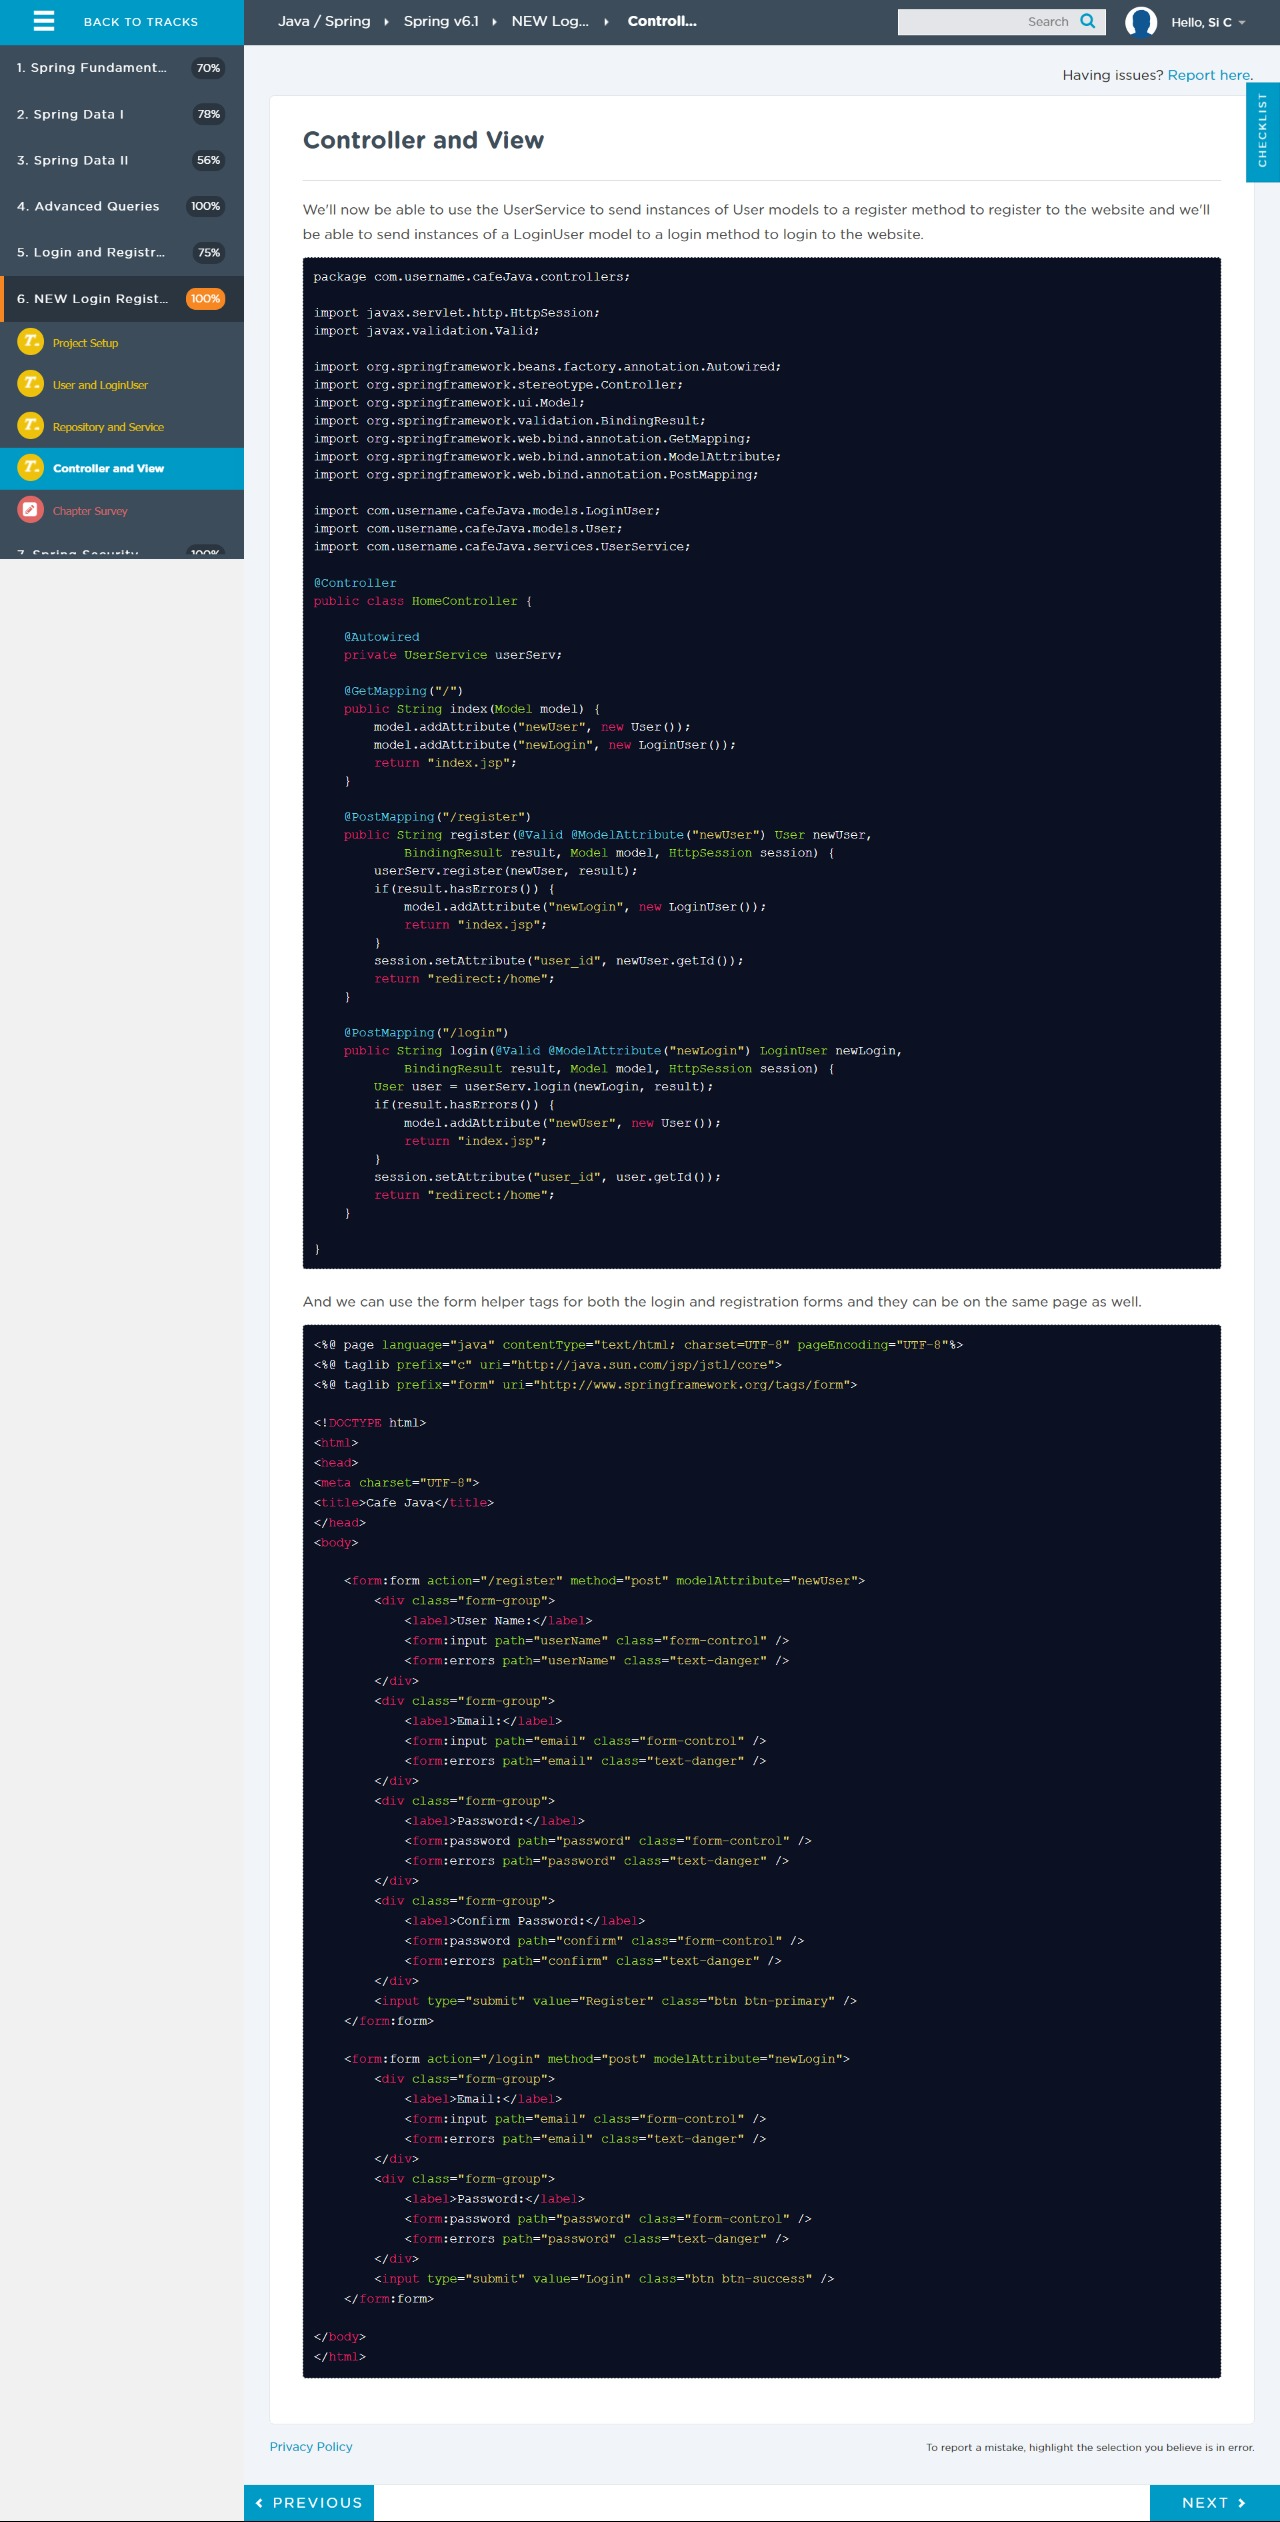 BACK TO TRACKS
Java / Spring
Spring v6.1
NEW Log...
Controll...
Search
Hello, Si C
1. Spring Fundament... 70%
2. Spring Data I 78%
3. Spring Data II 56%
4. Advanced Queries 100%
5. Login and Registr... 75%
6. NEW Login Regist... 100%
T. Project Setup
T. User and LoginUser
T. Repository and Service
T. Controller and View
Chapter Survey
7. Spring Security 100%
Having issues? Report here.
CHECKLIST
Controller and View
We'll now be able to use the UserService to send instances of User models to a register method to register to the website and we'll
be able to send instances of a LoginUser model to a login method to login to the website.
package com.username.cafeJava.controllers;
import javax.servlet.http.HttpSession;
import javax.validation.Valid;
import org.springframework.beans.factory.annotation.Autowired;
import org.springframework.stereotype.Controller;
import org.springframework.ui.Model;
import org.springframework.validation.BindingResult;
import org.springframework.web.bind.annotation.GetMapping;
import org.springframework.web.bind.annotation.ModelAttribute;
import org.springframework.web.bind.annotation.PostMapping;
import com.username.cafeJava.models.LoginUser;
import com.username.cafeJava.models.User;
import com.username.cafeJava.services.UserService;
@Controller
public class HomeController {
@Autowired
private UserService userServ;
@GetMapping("/")
public String index(Model model) {
model.addAttribute("newUser", new User());
model.addAttribute("newLogin", new LoginUser());
return "index.jsp";
}
@PostMapping("/register")
public String register(@Valid @ModelAttribute("newUser") User newUser,
BindingResult result, Model model, HttpSession session) {
userServ.register(newUser, result);
if(result.hasErrors()) {
model.addAttribute("newLogin", new LoginUser());
return "index.jsp";
}
session.setAttribute("user_id", newUser.getId());
return "redirect:/home";
}
@PostMapping("/login")
public String login(@Valid @ModelAttribute("newLogin") LoginUser newLogin,
BindingResult result, Model model, HttpSession session) {
User user = userServ.login(newLogin, result);
if(result.hasErrors()) {
model.addAttribute("newUser", new User());
return "index.jsp";
}
session.setAttribute("user_id", user.getId());
return "redirect:/home";
}
}
And we can use the form helper tags for both the login and registration forms and they can be on the same page as well.
<%@ page language="java" contentType="text/html; charset=UTF-8" pageEncoding="UTF-8"%>
<%@ taglib prefix="c" uri="http://java.sun.com/jsp/jstl/core">
<%@ taglib prefix="form" uri="http://www.springframework.org/tags/form">
<!DOCTYPE html>
<html>
<head>
<meta charset="UTF-8">
<title>Cafe Java</title>
</head>
<body>
<form:form action="/register" method="post" modelAttribute="newUser">
<div class="form-group">
<label>User Name:</label>
<form:input path="userName" class="form-control" />
<form:errors path="userName" class="text-danger" />
</div>
<div class="form-group">
<label>Email:</label>
<form:input path="email" class="form-control" />
<form:errors path="email" class="text-danger" />
</div>
<div class="form-group">
<label>Password:</label>
<form:password path="password" class="form-control" />
<form:errors path="password" class="text-danger" />
</div>
<div class="form-group">
<label>Confirm Password:</label>
<form:password path="confirm" class="form-control" />
<form:errors path="confirm" class="text-danger" />
</div>
<input type="submit" value="Register" class="btn btn-primary" />
</form:form>
<form:form action="/login" method="post" modelAttribute="newLogin">
<div class="form-group">
<label>Email:</label>
<form:input path="email" class="form-control" />
<form:errors path="email" class="text-danger" />
</div>
<div class="form-group">
<label>Password:</label>
<form:password path="password" class="form-control" />
<form:errors path="password" class="text-danger" />
</div>
<input type="submit" value="Login" class="btn btn-success" />
</form:form>
</body>
</html>
Privacy Policy
To report a mistake, highlight the selection you believe is in error.
PREVIOUS
NEXT